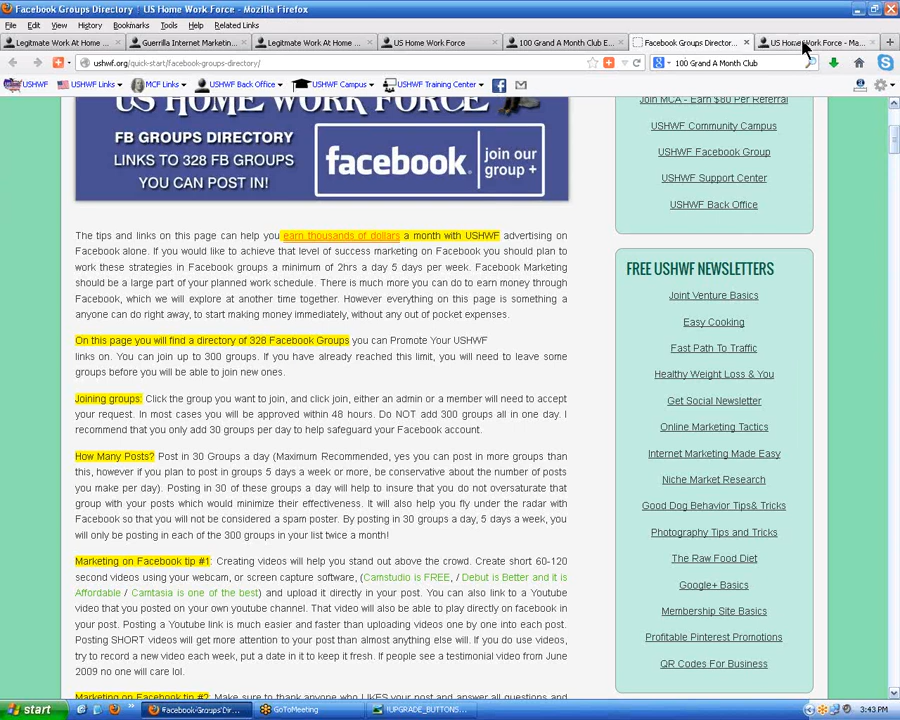 Facebook Groups Directory | US Home Work Force - Mozilla Firefox
File Edit View History Bookmarks Tools Help Related Links
Legitmate Work At Home ... Guerrilla Internet Marketin... Legitmate Work At Home ... US Home Work Force 100 Grand A Month Club E... Facebook Groups Director... US Home Work Force - Ma...
ushwf.org/quick-start/facebook-groups-directory/ 100 Grand A Month Club
USHWF USHWF Links MCF Links USHWF Back Office USHWF Campus USHWF Training Center
US HOME WORK FORCE
FB GROUPS DIRECTORY
LINKS TO 328 FB GROUPS
YOU CAN POST IN!
facebook. join our group +
The tips and links on this page can help you earn thousands of dollars a month with USHWF advertising on
Facebook alone. If you would like to achieve that level of success marketing on Facebook you should plan to
work these strategies in Facebook groups a minimum of 2hrs a day 5 days per week. Facebook Marketing
should be a large part of your planned work schedule. There is much more you can do to earn money through
Facebook, which we will explore at another time together. However everything on this page is something a
anyone can do right away, to start making money immediately, without any out of pocket expenses.
On this page you will find a directory of 328 Facebook Groups you can Promote Your USHWF
links on. You can join up to 300 groups. If you have already reached this limit, you will need to leave some
groups before you will be able to join new ones.
Joining groups: Click the group you want to join, and click join, either an admin or a member will need to accept
your request. In most cases you will be approved within 48 hours. Do NOT add 300 groups all in one day. I
recommend that you only add 30 groups per day to help safeguard your Facebook account.
How Many Posts? Post in 30 Groups a day (Maximum Recommended, yes you can post in more groups than
this, however if you plan to post in groups 5 days a week or more, be conservative about the number of posts
you make per day). Posting in 30 of these groups a day will help to insure that you do not oversaturate that
group with your posts which would minimize their effectiveness. It will also help you fly under the radar with
Facebook so that you will not be considered a spam poster. By posting in 30 groups a day, 5 days a week, you
will only be posting in each of the 300 groups in your list twice a month!
Marketing on Facebook tip #1: Creating videos will help you stand out above the crowd. Create short 60-120
second videos using your webcam, or screen capture software, (Camstudio is FREE, / Debut is Better and it is
Affordable / Camtasia is one of the best) and upload it directly in your post. You can also link to a Youtube
video that you posted on your own youtube channel. That video will also be able to play directly on facebook in
your post. Posting a Youtube link is much easier and faster than uploading videos one by one into each post.
Posting SHORT videos will get more attention to your post than almost anything else will. If you do use videos,
try to record a new video each week, put a date in it to keep it fresh. If people see a testimonial video from June
2009 no one will care lol.
Marketing on Facebook tip #2: Make sure to thank anyone who LIKES your post and answer all questions and
Join MCA - Earn $80 Per Referral
USHWF Community Campus
USHWF Facebook Group
USHWF Support Center
USHWF Back Office
FREE USHWF NEWSLETTERS
Joint Venture Basics
Easy Cooking
Fast Path To Traffic
Healthy Weight Loss & You
Get Social Newsletter
Online Marketing Tactics
Internet Marketing Made Easy
Niche Market Research
Good Dog Behavior Tips& Tricks
Photography Tips and Tricks
The Raw Food Diet
Google+ Basics
Membership Site Basics
Profitable Pinterest Promotions
QR Codes For Business
start Facebook Groups Dir... GoToMeeting !UPGRADE_BUTTONS... 3:43 PM